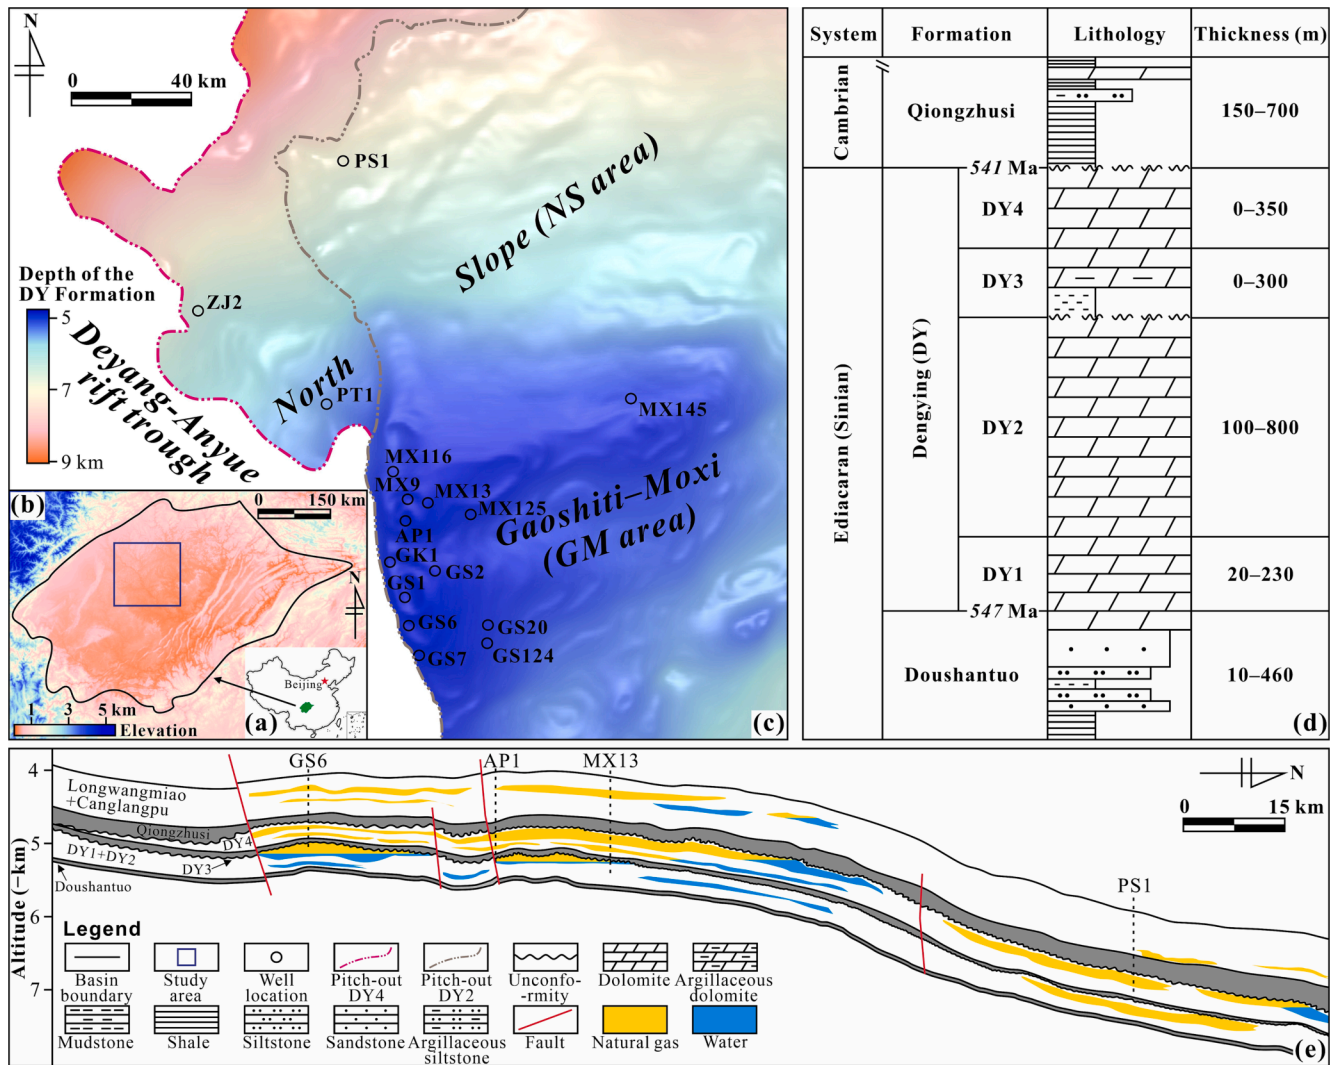 N
0 40 km
PS1
Slope (NS area)
Depth of the
DY Formation
5
7
9 km
ZJ2
Deyang-Anyue
rift trough
North
PT1
MX145
MX116
MX9
MX13
MX125
Gaoshiti–Moxi
(GM area)
AP1
GK1
GS2
GS1
GS6
GS20
GS7
GS124
(c)
(b)
0 150 km
N
Beijing
1 3 5 km
Elevation
(a)
System Formation Lithology Thickness (m)
Cambrian
Qiongzhusi
150–700
541 Ma
Ediacaran (Sinian)
Dengying (DY)
DY4
0–350
DY3
0–300
DY2
100–800
DY1
20–230
547 Ma
Doushantuo
10–460
(d)
GS6 AP1 MX13
N
0 15 km
Altitude (−km)
4
5
6
7
Longwangmiao
+Canglangpu
Qiongzhusi
DY4
DY1+DY2
DY3
Doushantuo
PS1
Legend
Basin
boundary
Study
area
Well
location
Pitch-out
DY4
Pitch-out
DY2
Unconfo-
-rmity
Dolomite
Argillaceous
dolomite
Mudstone
Shale
Siltstone
Sandstone
Argillaceous
siltstone
Fault
Natural gas
Water
(e)